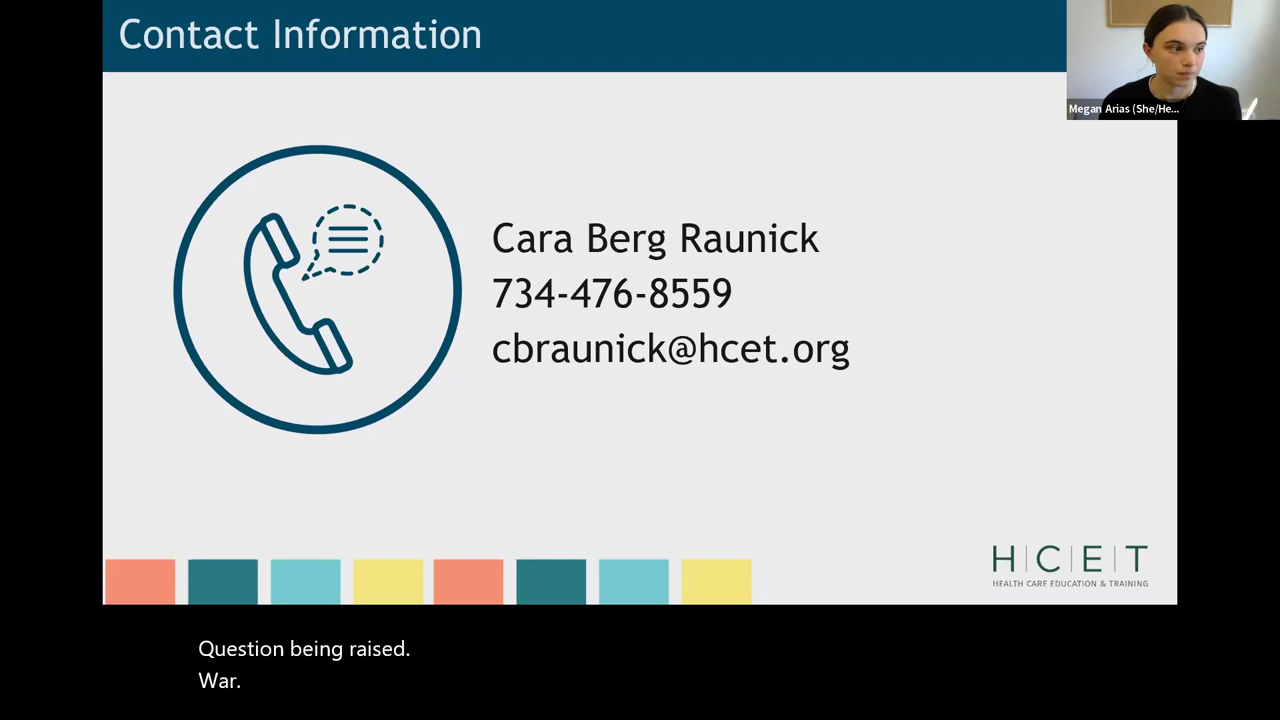 Contact Information
Megan Arias (She/He...
Cara Berg Raunick
734-476-8559
cbraunick@hcet.org
H|C|E|T
HEALTH CARE EDUCATION & TRAINING
Question being raised.
War.